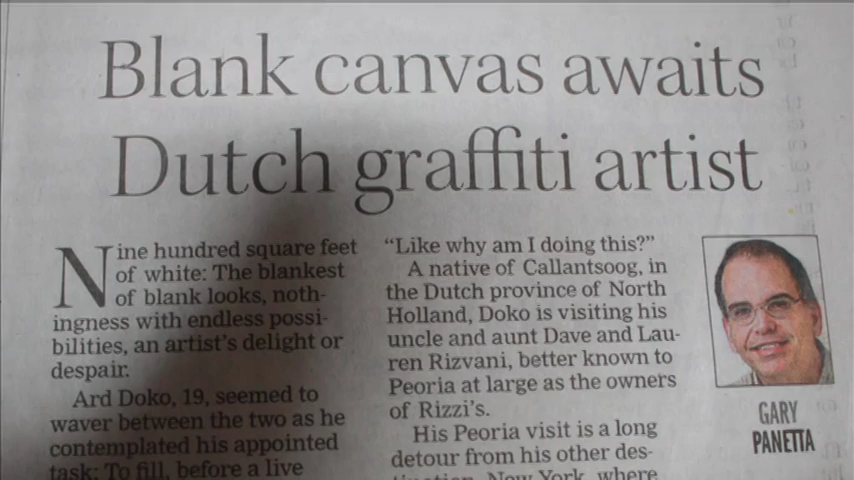 Blank canvas awaits
Dutch graffiti artist
Nine hundred square feet
of white: The blankest
of blank looks, noth-
ingness with endless possi-
bilities, an artist's delight or
despair.
Ard Doko, 19, seemed to
waver between the two as he
contemplated his appointed
task: To fill, before a live
“Like why am I doing this?”
A native of Callantsoog, in
the Dutch province of North
Holland, Doko is visiting his
uncle and aunt Dave and Lau-
ren Rizvani, better known to
Peoria at large as the owners
of Rizzi's.
His Peoria visit is a long
detour from his other des-
tination, New York, where
GARY
PANETTA